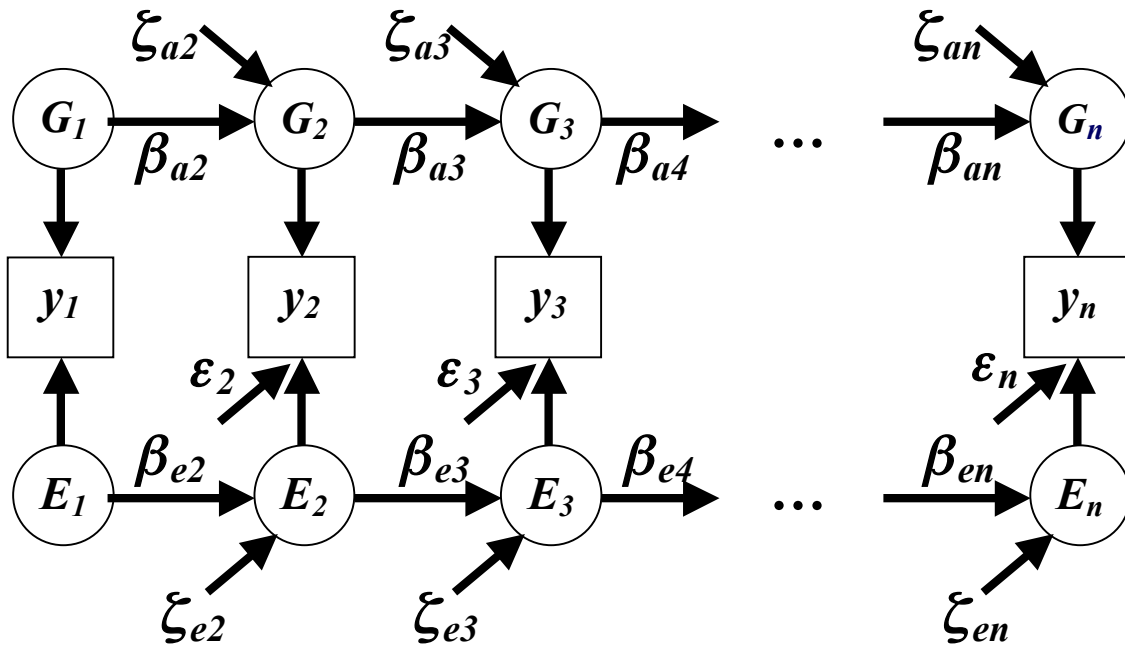 ζa2 ζa3 ζan
G1 G2 G3 ... Gn
βa2 βa3 βa4 βan
y1 y2 y3 yn
ε2 ε3 εn
βe2 βe3 βe4 βen
E1 E2 E3 ... En
ζe2 ζe3 ζen